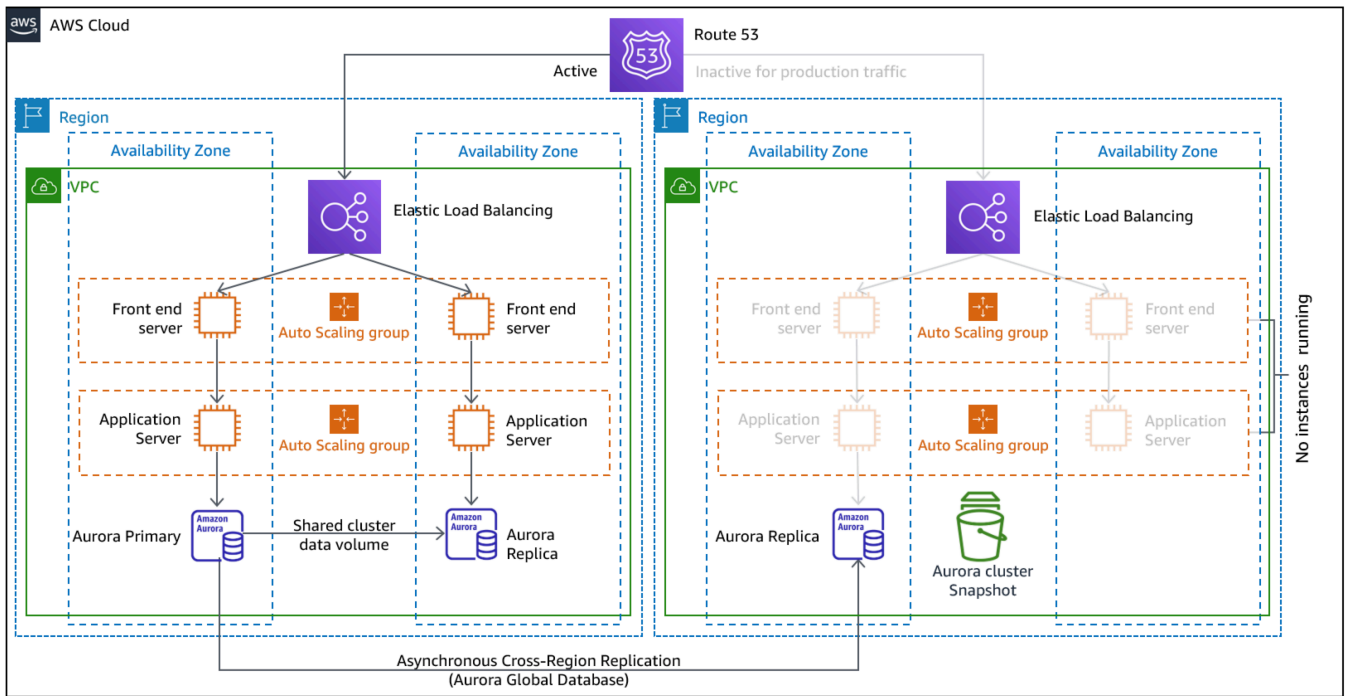 aws
AWS Cloud
53
Route 53
Active
Inactive for production traffic
Region
Availability Zone
Availability Zone
VPC
Elastic Load Balancing
Front end
server
Auto Scaling group
Front end
server
Application
Server
Auto Scaling group
Application
Server
Aurora Primary
Amazon
Aurora
Shared cluster
data volume
Amazon
Aurora
Aurora
Replica
Region
Availability Zone
Availability Zone
VPC
Elastic Load Balancing
Front end
server
Auto Scaling group
Front end
server
Application
Server
Auto Scaling group
Application
Server
No instances running
Aurora Replica
Amazon
Aurora
Aurora cluster
Snapshot
Asynchronous Cross-Region Replication
(Aurora Global Database)